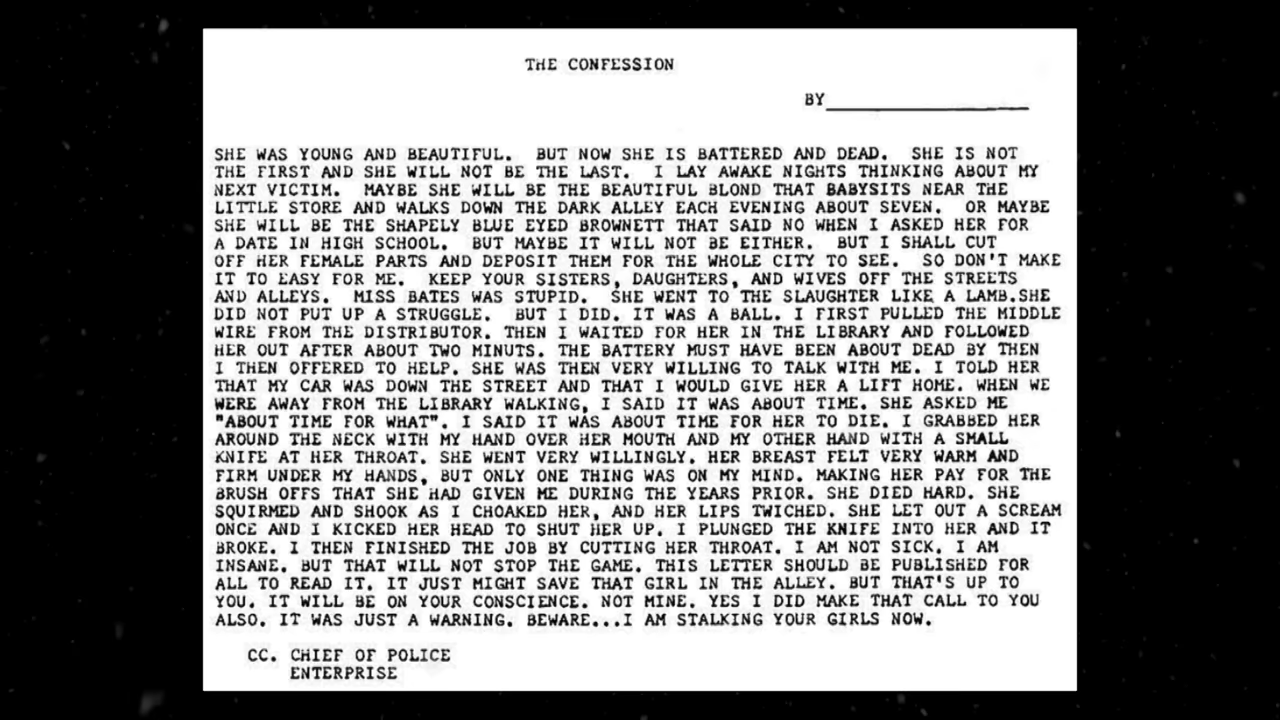 THE CONFESSION
BY
SHE WAS YOUNG AND BEAUTIFUL. BUT NOW SHE IS BATTERED AND DEAD. SHE IS NOT
THE FIRST AND SHE WILL NOT BE THE LAST. I LAY AWAKE NIGHTS THINKING ABOUT MY
NEXT VICTIM. MAYBE SHE WILL BE THE BEAUTIFUL BLOND THAT BABYSITS NEAR THE
LITTLE STORE AND WALKS DOWN THE DARK ALLEY EACH EVENING ABOUT SEVEN. OR MAYBE
SHE WILL BE THE SHAPELY BLUE EYED BROWNETT THAT SAID NO WHEN I ASKED HER FOR
A DATE IN HIGH SCHOOL. BUT MAYBE IT WILL NOT BE EITHER. BUT I SHALL CUT
OFF HER FEMALE PARTS AND DEPOSIT THEM FOR THE WHOLE CITY TO SEE. SO DON'T MAKE
IT TO EASY FOR ME. KEEP YOUR SISTERS, DAUGHTERS, AND WIVES OFF THE STREETS
AND ALLEYS. MISS BATES WAS STUPID. SHE WENT TO THE SLAUGHTER LIKE A LAMB.SHE
DID NOT PUT UP A STRUGGLE. BUT I DID. IT WAS A BALL. I FIRST PULLED THE MIDDLE
WIRE FROM THE DISTRIBUTOR. THEN I WAITED FOR HER IN THE LIBRARY AND FOLLOWED
HER OUT AFTER ABOUT TWO MINUTS. THE BATTERY MUST HAVE BEEN ABOUT DEAD BY THEN
I THEN OFFERED TO HELP. SHE WAS THEN VERY WILLING TO TALK WITH ME. I TOLD HER
THAT MY CAR WAS DOWN THE STREET AND THAT I WOULD GIVE HER A LIFT HOME. WHEN WE
WERE AWAY FROM THE LIBRARY WALKING, I SAID IT WAS ABOUT TIME. SHE ASKED ME
"ABOUT TIME FOR WHAT". I SAID IT WAS ABOUT TIME FOR HER TO DIE. I GRABBED HER
AROUND THE NECK WITH MY HAND OVER HER MOUTH AND MY OTHER HAND WITH A SMALL
KNIFE AT HER THROAT. SHE WENT VERY WILLINGLY. HER BREAST FELT VERY WARM AND
FIRM UNDER MY HANDS, BUT ONLY ONE THING WAS ON MY MIND. MAKING HER PAY FOR THE
BRUSH OFFS THAT SHE HAD GIVEN ME DURING THE YEARS PRIOR. SHE DIED HARD. SHE
SQUIRMED AND SHOOK AS I CHOAKED HER, AND HER LIPS TWICHED. SHE LET OUT A SCREAM
ONCE AND I KICKED HER HEAD TO SHUT HER UP. I PLUNGED THE KNIFE INTO HER AND IT
BROKE. I THEN FINISHED THE JOB BY CUTTING HER THROAT. I AM NOT SICK. I AM
INSANE. BUT THAT WILL NOT STOP THE GAME. THIS LETTER SHOULD BE PUBLISHED FOR
ALL TO READ IT. IT JUST MIGHT SAVE THAT GIRL IN THE ALLEY. BUT THAT'S UP TO
YOU. IT WILL BE ON YOUR CONSCIENCE. NOT MINE. YES I DID MAKE THAT CALL TO YOU
ALSO. IT WAS JUST A WARNING. BEWARE...I AM STALKING YOUR GIRLS NOW.
CC. CHIEF OF POLICE
ENTERPRISE